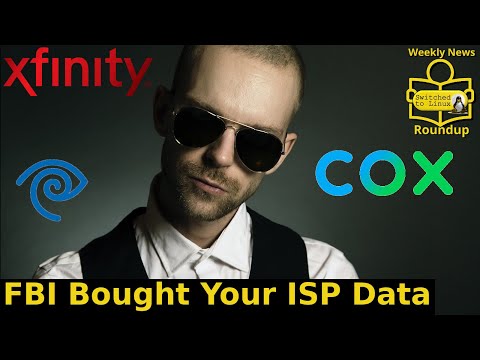 xfinity
Weekly News
Switched
to Linux
Roundup
COX
FBI Bought Your ISP Data